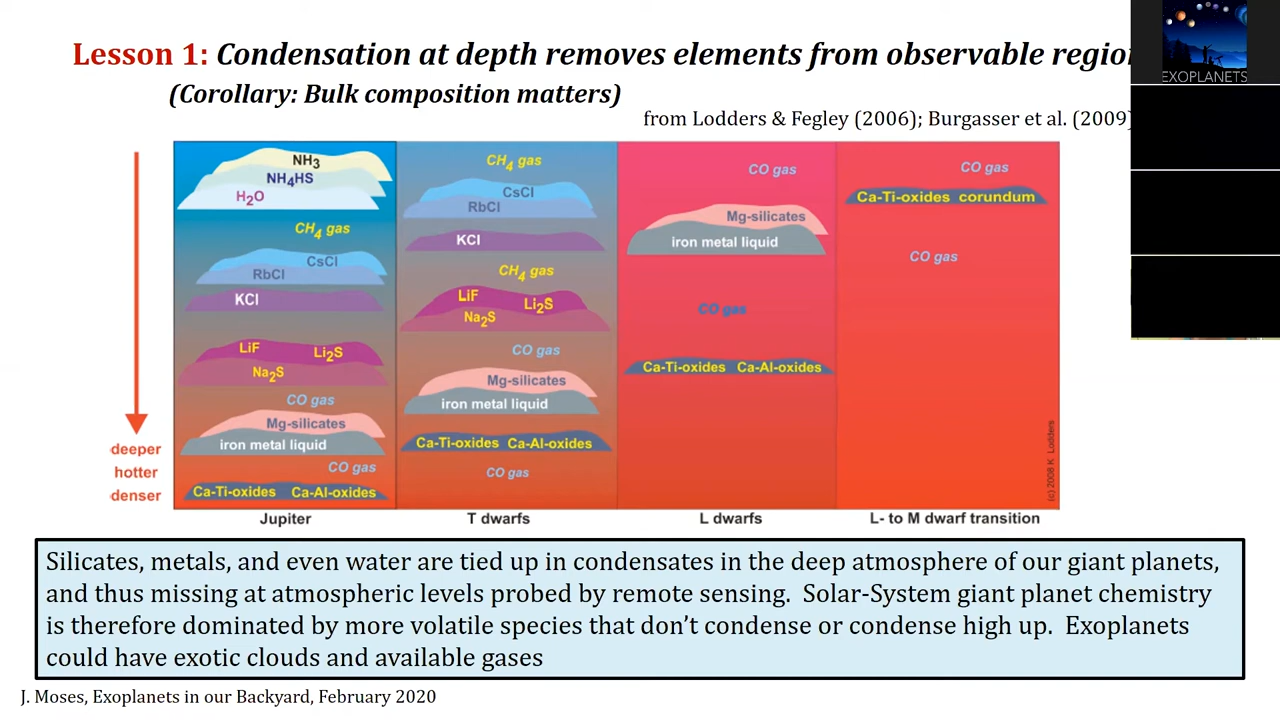 Lesson 1: Condensation at depth removes elements from observable region
(Corollary: Bulk composition matters)
from Lodders & Fegley (2006); Burgasser et al. (2009)
EXOPLANETS
NH3
NH4HS
H2O
CH4 gas
CsCl
RbCl
KCl
LiF
Li2S
Na2S
CO gas
Mg-silicates
iron metal liquid
CO gas
Ca-Ti-oxides Ca-Al-oxides
Jupiter
CH4 gas
CsCl
RbCl
KCl
CH4 gas
LiF
Li2S
Na2S
CO gas
Mg-silicates
iron metal liquid
Ca-Ti-oxides Ca-Al-oxides
CO gas
T dwarfs
CO gas
Mg-silicates
iron metal liquid
CO gas
Ca-Ti-oxides Ca-Al-oxides
L dwarfs
CO gas
Ca-Ti-oxides corundum
CO gas
(c) 2008 K Lodders
L- to M dwarf transition
deeper
hotter
denser
Silicates, metals, and even water are tied up in condensates in the deep atmosphere of our giant planets,
and thus missing at atmospheric levels probed by remote sensing. Solar-System giant planet chemistry
is therefore dominated by more volatile species that don't condense or condense high up. Exoplanets
could have exotic clouds and available gases
J. Moses, Exoplanets in our Backyard, February 2020